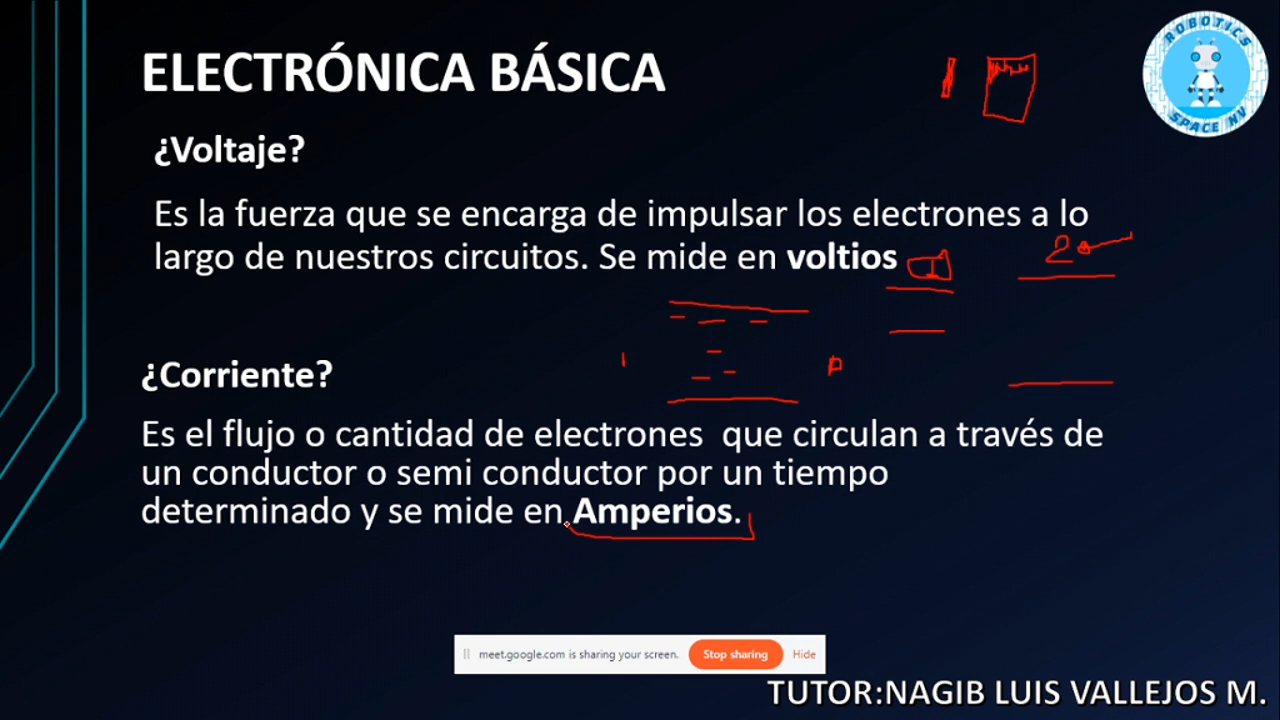 ELECTRÓNICA BÁSICA
ROBOTICS
SPACE NV
¿Voltaje?
Es la fuerza que se encarga de impulsar los electrones a lo
largo de nuestros circuitos. Se mide en voltios
¿Corriente?
Es el flujo o cantidad de electrones que circulan a través de
un conductor o semi conductor por un tiempo
determinado y se mide en Amperios.
meet.google.com is sharing your screen.
Stop sharing
Hide
TUTOR:NAGIB LUIS VALLEJOS M.